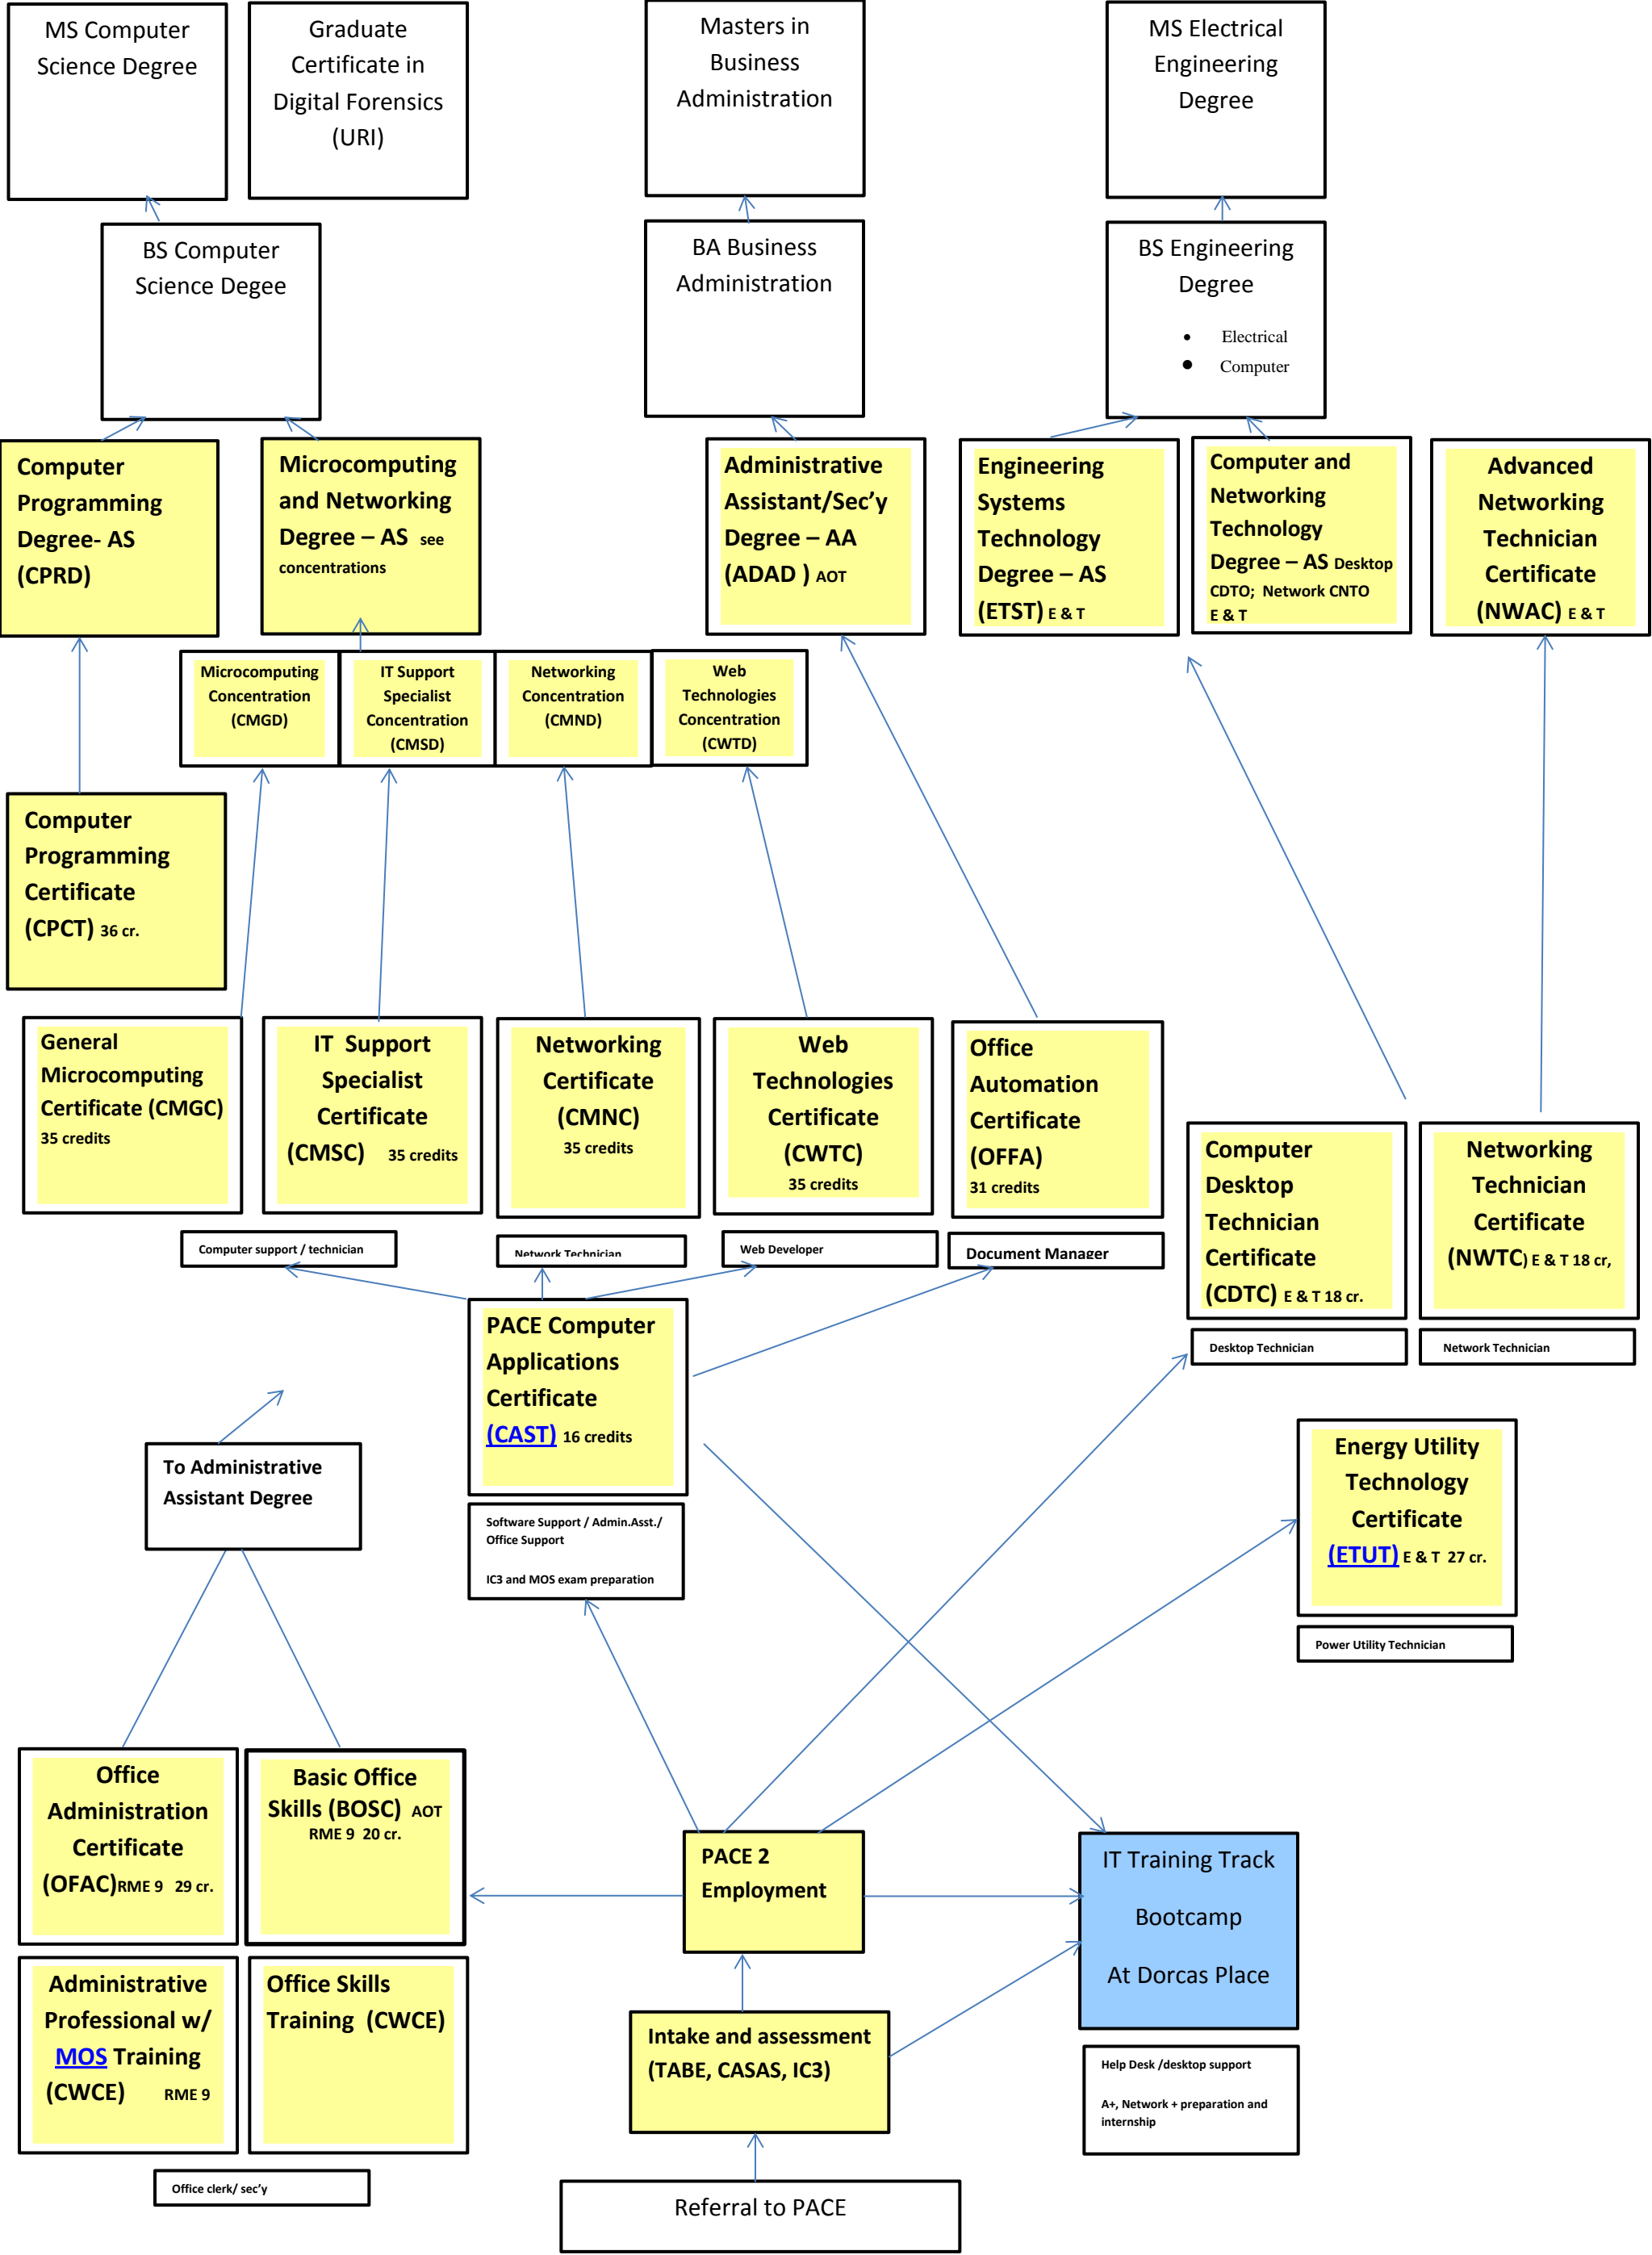 MS Computer
Science Degree
Graduate
Certificate in
Digital Forensics
(URI)
Masters in
Business
Administration
MS Electrical
Engineering
Degree
BS Computer
Science Degee
BA Business
Administration
BS Engineering
Degree
• Electrical
• Computer
Computer
Programming
Degree- AS
(CPRD)
Microcomputing
and Networking
Degree – AS see
concentrations
Administrative
Assistant/Sec’y
Degree – AA
(ADAD ) AOT
Engineering
Systems
Technology
Degree – AS
(ETST) E & T
Computer and
Networking
Technology
Degree – AS Desktop
CDTO; Network CNTO
E & T
Advanced
Networking
Technician
Certificate
(NWAC) E & T
Microcomputing
Concentration
(CMGD)
IT Support
Specialist
Concentration
(CMSD)
Networking
Concentration
(CMND)
Web
Technologies
Concentration
(CWTD)
Computer
Programming
Certificate
(CPCT) 36 cr.
General
Microcomputing
Certificate (CMGC)
35 credits
IT Support
Specialist
Certificate
(CMSC) 35 credits
Networking
Certificate
(CMNC)
35 credits
Web
Technologies
Certificate
(CWTC)
35 credits
Office
Automation
Certificate
(OFFA)
31 credits
Computer
Desktop
Technician
Certificate
(CDTC) E & T 18 cr.
Networking
Technician
Certificate
(NWTC) E & T 18 cr,
Computer support / technician
Network Technician
Web Developer
Document Manager
Desktop Technician
Network Technician
PACE Computer
Applications
Certificate
(CAST) 16 credits
Software Support / Admin.Asst./
Office Support
IC3 and MOS exam preparation
To Administrative
Assistant Degree
Energy Utility
Technology
Certificate
(ETUT) E & T 27 cr.
Power Utility Technician
Office
Administration
Certificate
(OFAC)RME 9 29 cr.
Basic Office
Skills (BOSC) AOT
RME 9 20 cr.
PACE 2
Employment
IT Training Track
Bootcamp
At Dorcas Place
Administrative
Professional w/
MOS Training
(CWCE) RME 9
Office Skills
Training (CWCE)
Intake and assessment
(TABE, CASAS, IC3)
Help Desk /desktop support
A+, Network + preparation and
internship
Office clerk/ sec’y
Referral to PACE